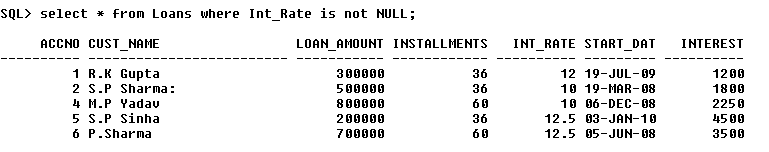 SQL> select * from Loans where Int_Rate is not NULL;
ACCNO CUST_NAME LOAN_AMOUNT INSTALLMENTS INT_RATE START_DAT INTEREST
---------- ------------------------- ----------- ------------ ---------- --------- ----------
1 R.K Gupta 300000 36 12 19-JUL-09 1200
2 S.P Sharma: 500000 36 10 19-MAR-08 1800
4 M.P Yadav 800000 60 10 06-DEC-08 2250
5 S.P Sinha 200000 36 12.5 03-JAN-10 4500
6 P.Sharma 700000 60 12.5 05-JUN-08 3500